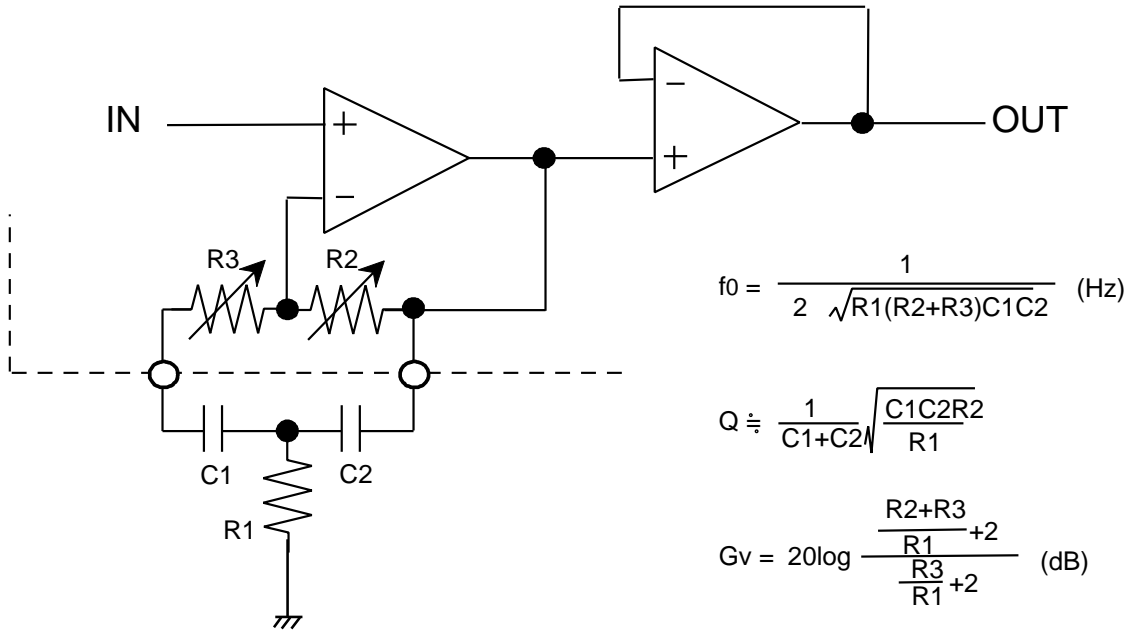 IN
+
−
−
+
OUT
R3
R2
C1
C2
R1
f0 = 1 / 2 √R1(R2+R3)C1C2 (Hz)
Q ≒ 1 / C1+C2 √C1C2R2 / R1
Gv = 20log R2+R3 / R1 +2 / R3 / R1 +2 (dB)